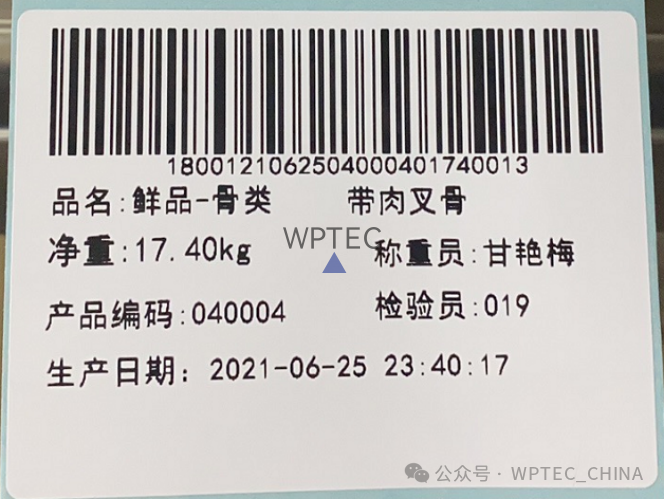 1800121062504000401740013
品名:鲜品-骨类 带肉叉骨
WPTEC
净重:17.40kg 称重员:甘艳梅
产品编码:040004 检验员:019
生产日期: 2021-06-25 23:40:17
公众号 · WPTEC_CHINA